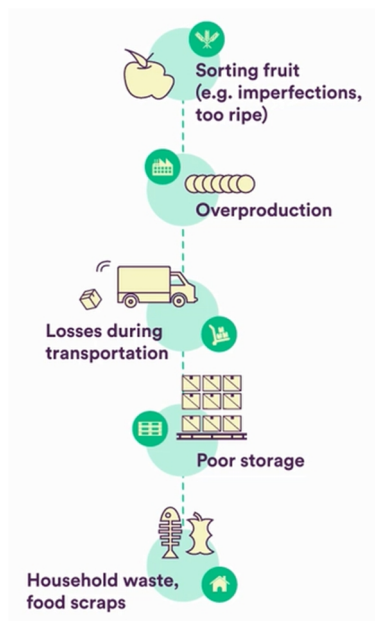 Sorting fruit
(e.g. imperfections,
too ripe)
Overproduction
Losses during
transportation
Poor storage
Household waste,
food scraps